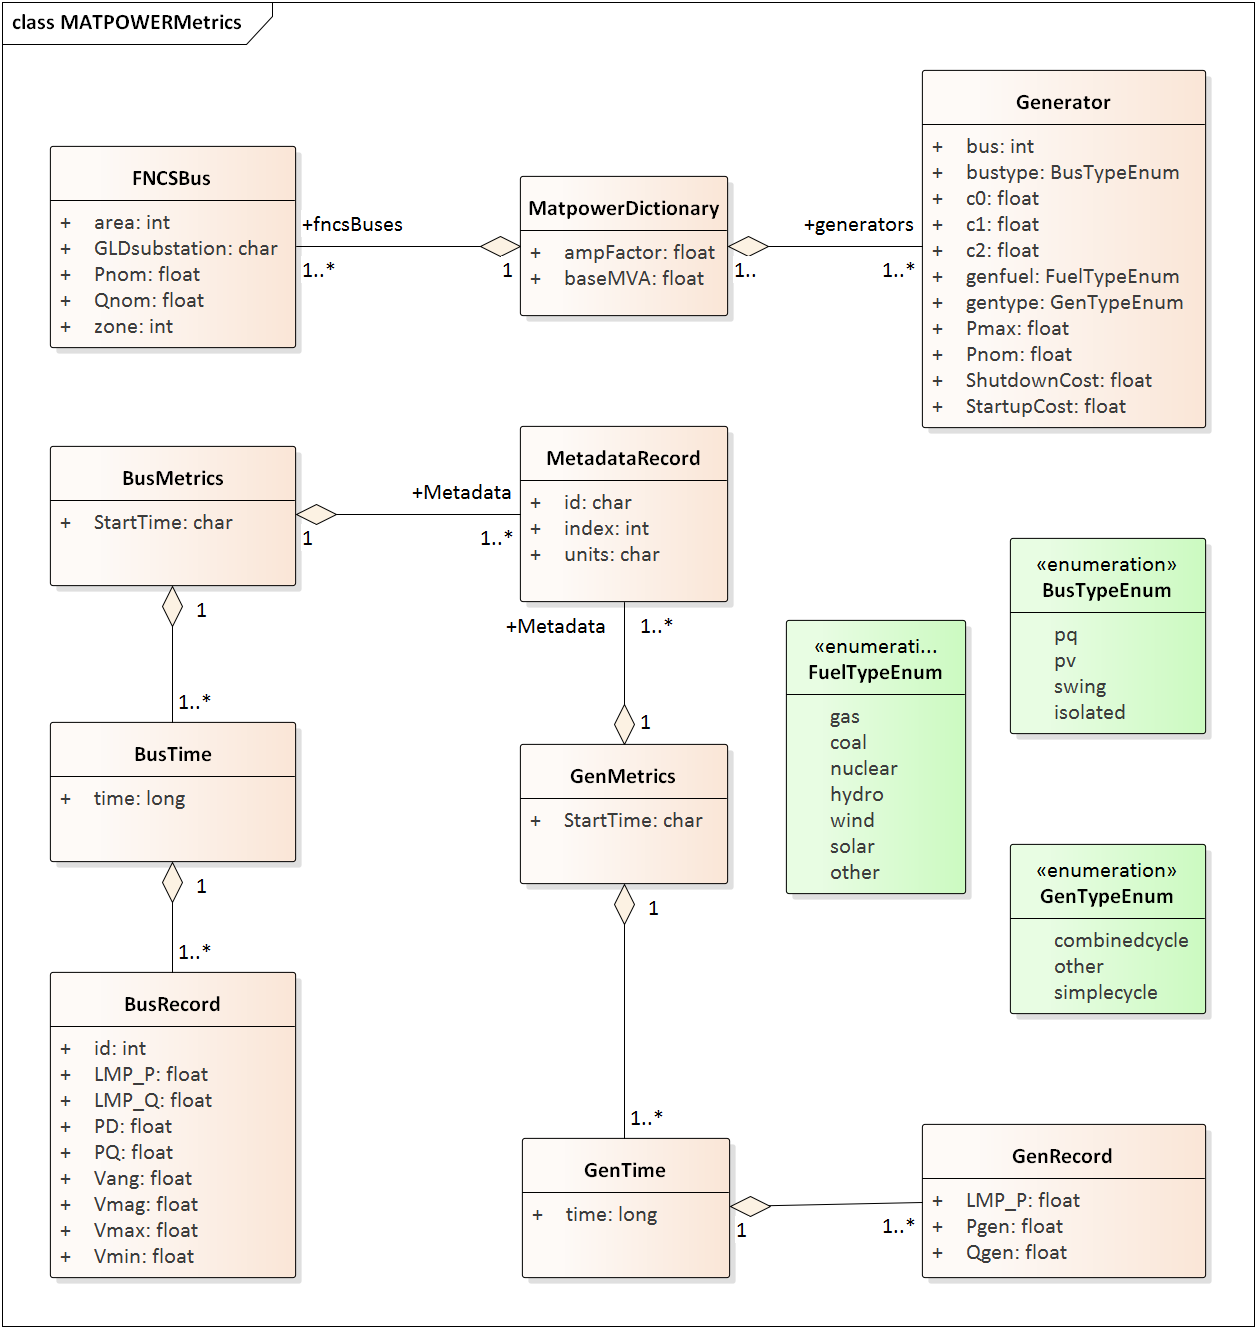 class MATPOWERMetrics
FNCSBus
+ area: int
+ GLDsubstation: char
+ Pnom: float
+ Qnom: float
+ zone: int
+fncsBuses
1..*
1
MatpowerDictionary
+ ampFactor: float
+ baseMVA: float
1..
+generators
1..*
Generator
+ bus: int
+ bustype: BusTypeEnum
+ c0: float
+ c1: float
+ c2: float
+ genfuel: FuelTypeEnum
+ gentype: GenTypeEnum
+ Pmax: float
+ Pnom: float
+ ShutdownCost: float
+ StartupCost: float
BusMetrics
+ StartTime: char
1
+Metadata
1..*
MetadataRecord
+ id: char
+ index: int
+ units: char
1
1..*
+Metadata
1..*
1
BusTime
+ time: long
1
1..*
BusRecord
+ id: int
+ LMP_P: float
+ LMP_Q: float
+ PD: float
+ PQ: float
+ Vang: float
+ Vmag: float
+ Vmax: float
+ Vmin: float
GenMetrics
+ StartTime: char
1
1..*
GenTime
+ time: long
1
1..*
GenRecord
+ LMP_P: float
+ Pgen: float
+ Qgen: float
«enumerati...
FuelTypeEnum
gas
coal
nuclear
hydro
wind
solar
other
«enumeration»
BusTypeEnum
pq
pv
swing
isolated
«enumeration»
GenTypeEnum
combinedcycle
other
simplecycle